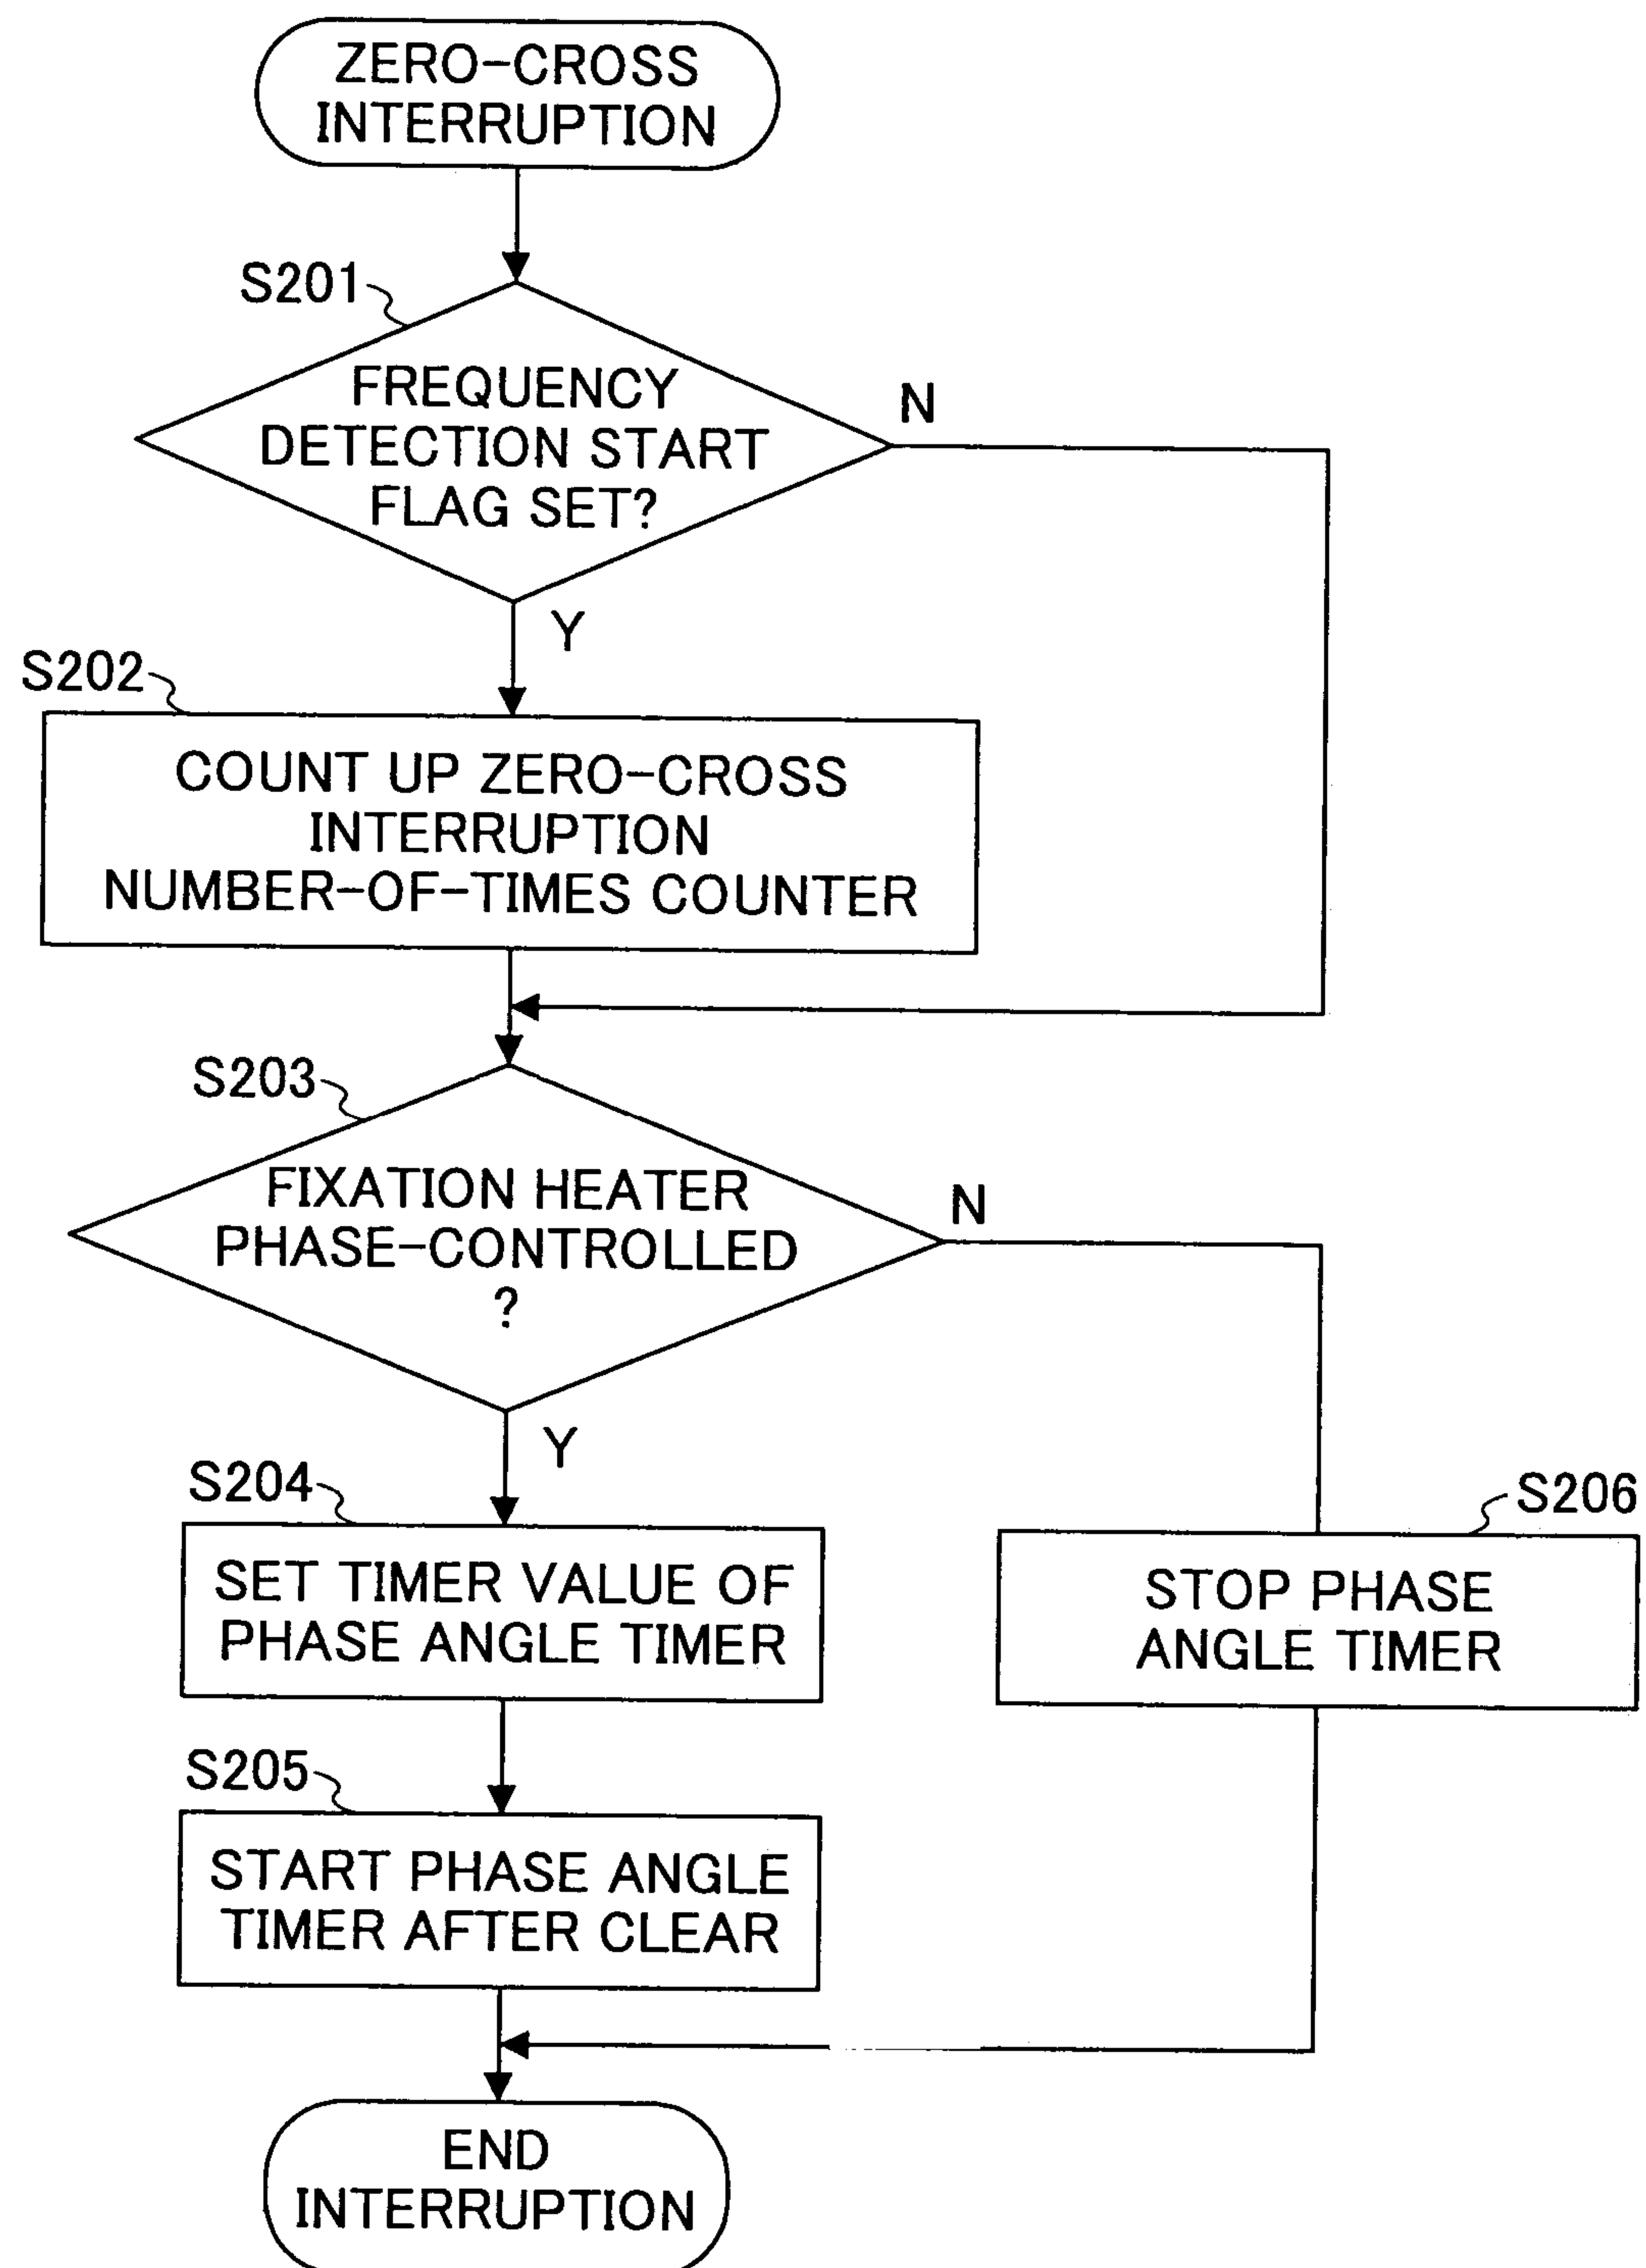 ZERO-CROSS
INTERRUPTION
S201
FREQUENCY
DETECTION START
FLAG SET?
N
Y
S202
COUNT UP ZERO-CROSS
INTERRUPTION
NUMBER-OF-TIMES COUNTER
S203
FIXATION HEATER
PHASE-CONTROLLED
?
N
Y
S204
SET TIMER VALUE OF
PHASE ANGLE TIMER
S206
STOP PHASE
ANGLE TIMER
S205
START PHASE ANGLE
TIMER AFTER CLEAR
END
INTERRUPTION